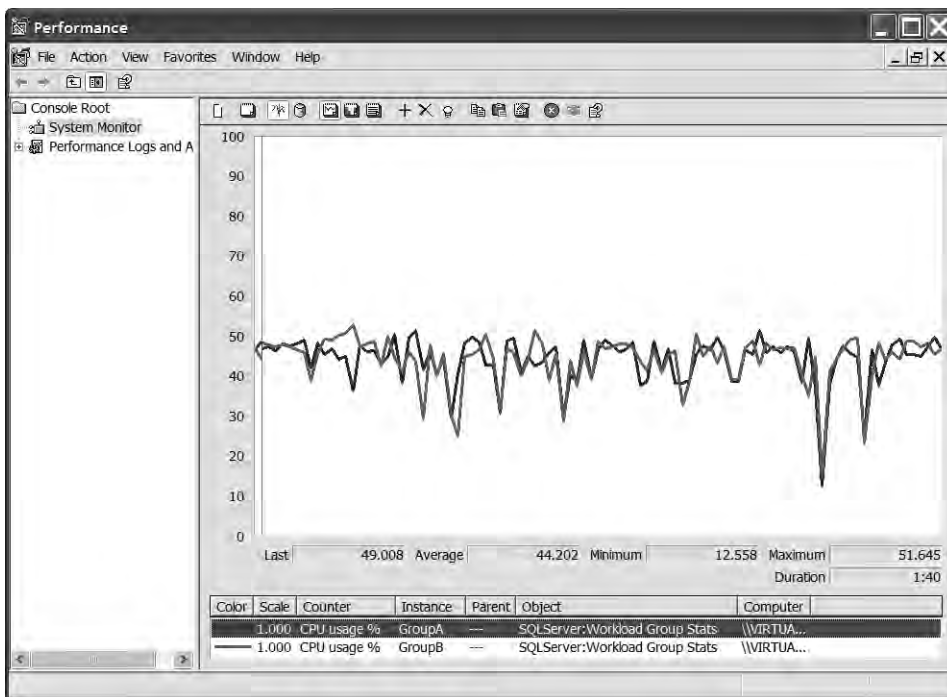 Performance
File Action View Favorites Window Help
Console Root
System Monitor
Performance Logs and A
100
90
80
70
60
50
40
30
20
10
0
Last 49.008 Average 44.202 Minimum 12.558 Maximum 51.645
Duration 1:40
Color Scale Counter Instance Parent Object Computer
1.000 CPU usage % GroupA --- SQLServer:Workload Group Stats \\VIRTUA...
1.000 CPU usage % GroupB --- SQLServer:Workload Group Stats \\VIRTUA...